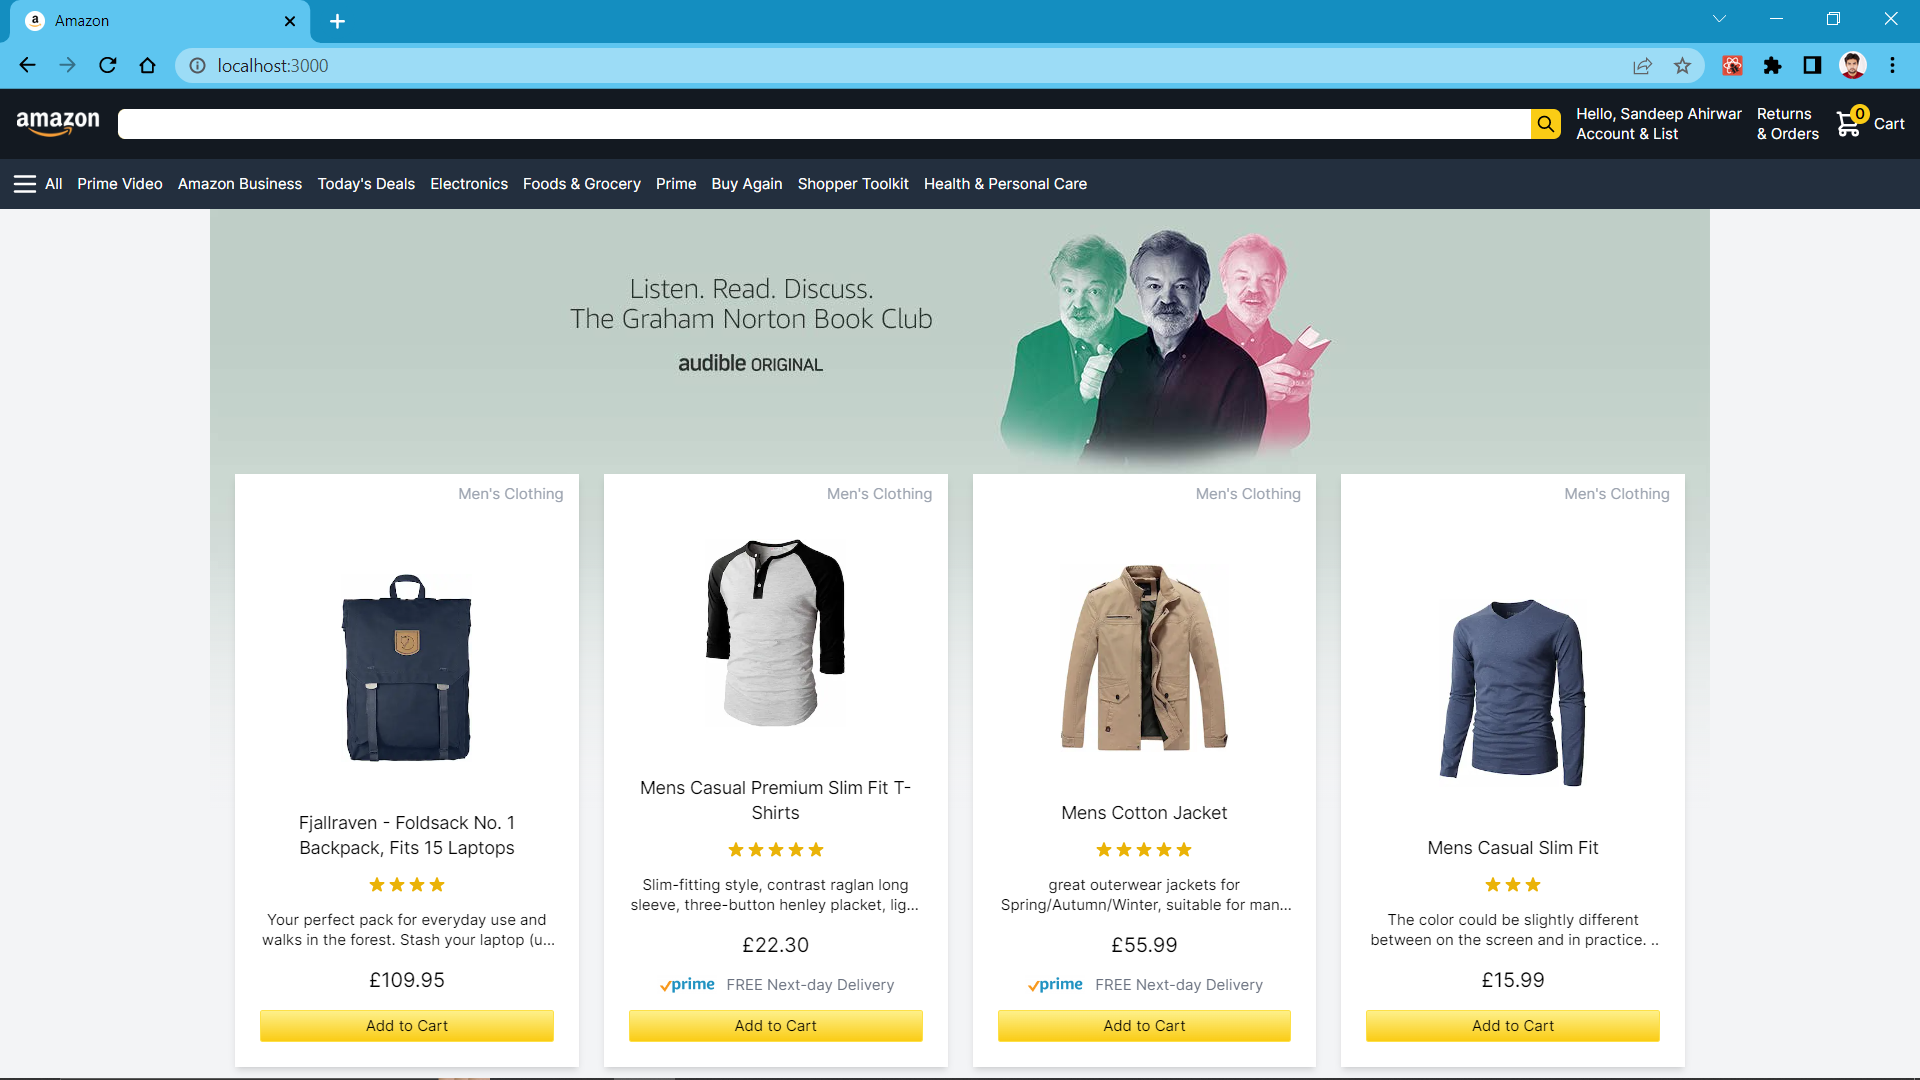 Amazon
localhost:3000
amazon
Hello, Sandeep Ahirwar
Account & List
Returns
& Orders
0
Cart
All Prime Video Amazon Business Today's Deals Electronics Foods & Grocery Prime Buy Again Shopper Toolkit Health & Personal Care
Listen. Read. Discuss.
The Graham Norton Book Club
audible ORIGINAL
Men's Clothing
Fjallraven - Foldsack No. 1
Backpack, Fits 15 Laptops
Your perfect pack for everyday use and
walks in the forest. Stash your laptop (u...
£109.95
Add to Cart
Men's Clothing
Mens Casual Premium Slim Fit T-
Shirts
Slim-fitting style, contrast raglan long
sleeve, three-button henley placket, lig...
£22.30
prime FREE Next-day Delivery
Add to Cart
Men's Clothing
Mens Cotton Jacket
great outerwear jackets for
Spring/Autumn/Winter, suitable for man...
£55.99
prime FREE Next-day Delivery
Add to Cart
Men's Clothing
Mens Casual Slim Fit
The color could be slightly different
between on the screen and in practice. ..
£15.99
Add to Cart